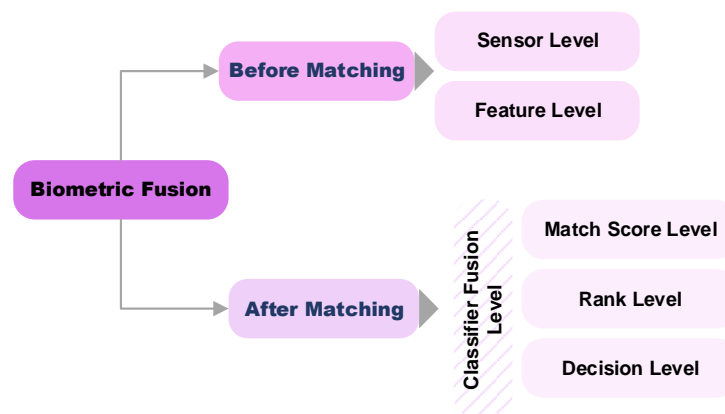 Sensor Level
Before Matching
Feature Level
Biometric Fusion
Match Score Level
Classifier Fusion
Level
Rank Level
After Matching
Decision Level